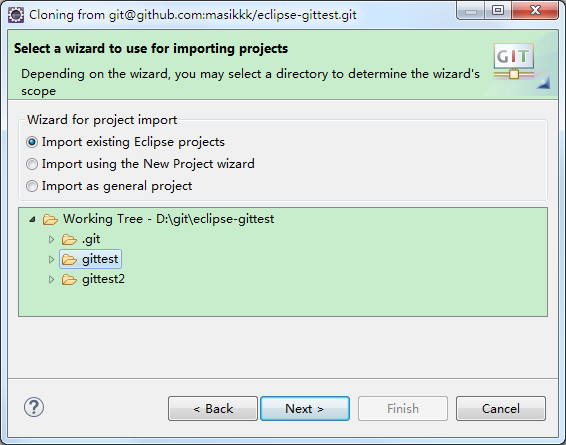 Cloning from git@github.com:masikkk/eclipse-gittest.git
Select a wizard to use for importing projects
Depending on the wizard, you may select a directory to determine the wizard's
scope
GIT
Wizard for project import
Import existing Eclipse projects
Import using the New Project wizard
Import as general project
Working Tree - D:\git\eclipse-gittest
.git
gittest
gittest2
?
< Back
Next >
Finish
Cancel